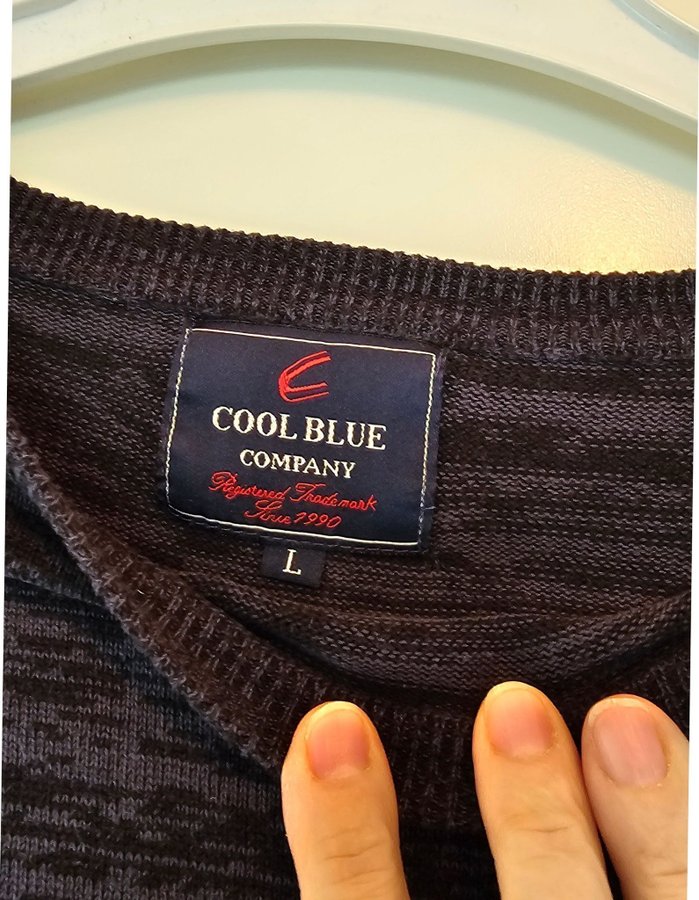 COOL BLUE
COMPANY
Registered Trademark
Since 1990
L